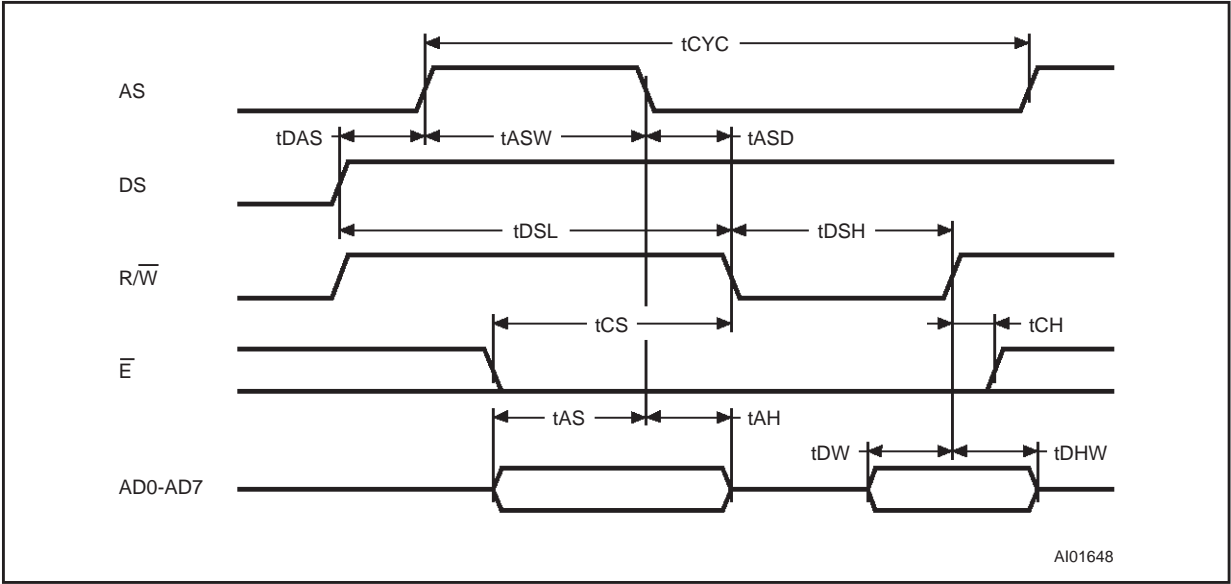 tCYC
AS
tDAS tASW tASD
DS
tDSL tDSH
R/W̅
tCS tCH
E̅
tAS tAH
tDW tDHW
AD0-AD7
AI01648